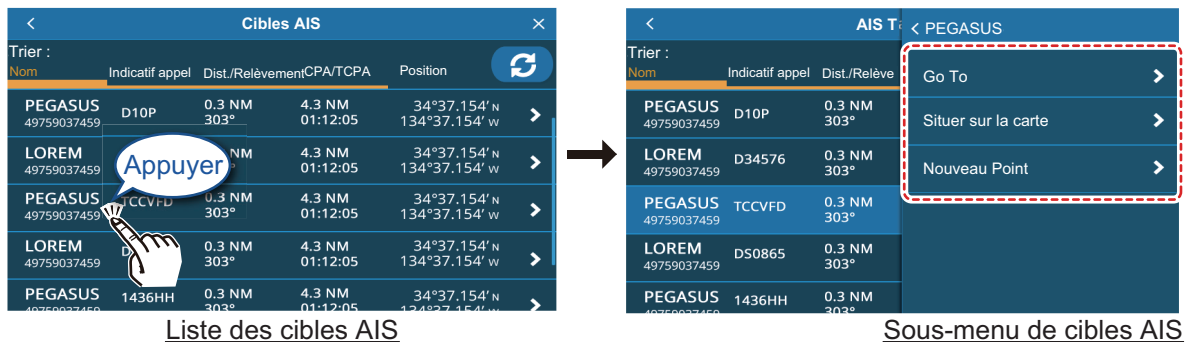 Cibles AIS
Trier :
Nom Indicatif appel Dist./Relèvement CPA/TCPA Position
PEGASUS D10P 0.3 NM 4.3 NM 34°37.154′ N
49759037459 303° 01:12:05 134°37.154′ W
LOREM NM 4.3 NM 34°37.154′ N
49759037459 01:12:05 134°37.154′ W
Appuyer
PEGASUS TCCVFD 0.3 NM 4.3 NM 34°37.154′ N
49759037459 303° 01:12:05 134°37.154′ W
LOREM D 0.3 NM 4.3 NM 34°37.154′ N
49759037459 303° 01:12:05 134°37.154′ W
PEGASUS 1436HH 0.3 NM 4.3 NM 34°37.154′ N
49759037459 303° 01:12:05 134°37.154′ W
Liste des cibles AIS
AIS T
Trier :
Nom Indicatif appel Dist./Relève
PEGASUS D10P 0.3 NM
49759037459 303°
LOREM D34576 0.3 NM
49759037459 303°
PEGASUS TCCVFD 0.3 NM
49759037459 303°
LOREM DS0865 0.3 NM
49759037459 303°
PEGASUS 1436HH 0.3 NM
49759037459 303°
< PEGASUS
Go To
Situer sur la carte
Nouveau Point
Sous-menu de cibles AIS